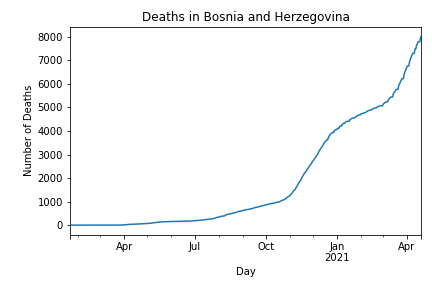 Deaths in Bosnia and Herzegovina
8000
7000
6000
5000
4000
3000
2000
1000
0
Number of Deaths
Apr Jul Oct Jan Apr
2021
Day